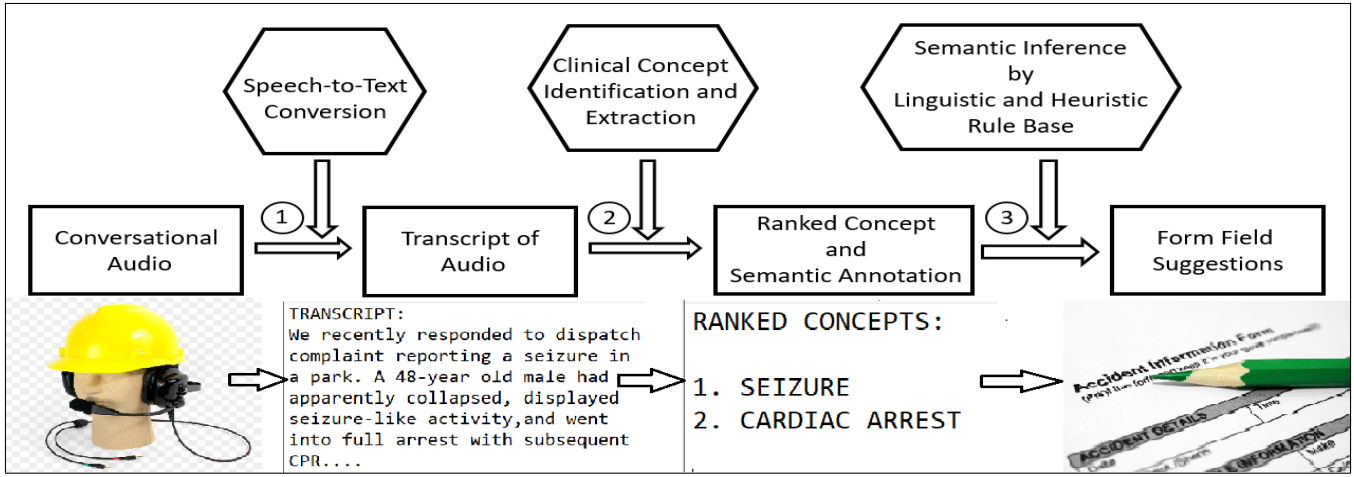 Speech-to-Text
Conversion
Clinical Concept
Identification and
Extraction
Semantic Inference
by
Linguistic and Heuristic
Rule Base
1
2
3
Conversational
Audio
Transcript of
Audio
Ranked Concept
and
Semantic Annotation
Form Field
Suggestions
TRANSCRIPT:
We recently responded to dispatch
complaint reporting a seizure in
a park. A 48-year old male had
apparently collapsed, displayed
seizure-like activity,and went
into full arrest with subsequent
CPR....
RANKED CONCEPTS:
1. SEIZURE
2. CARDIAC ARREST
Accident Information Form
ACCIDENT DETAILS
Time
INFORMATION
Make